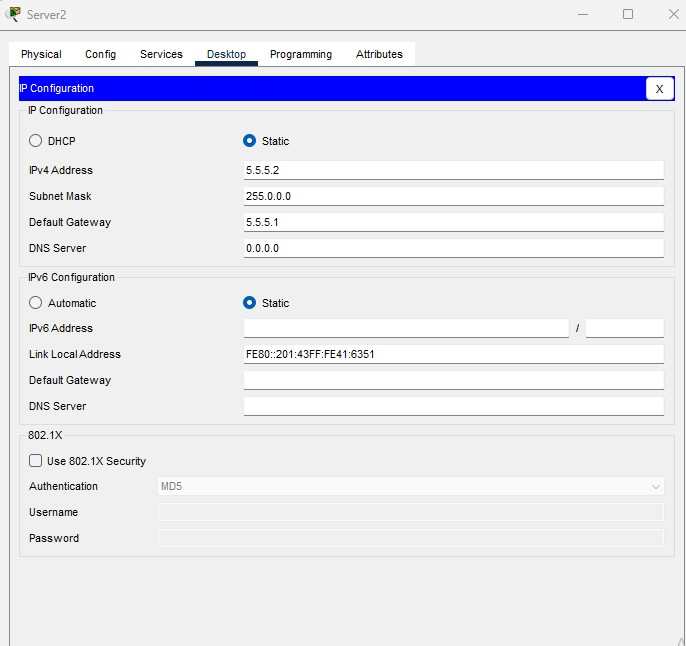 Server2
Physical Config Services Desktop Programming Attributes
IP Configuration X
IP Configuration
DHCP Static
IPv4 Address 5.5.5.2
Subnet Mask 255.0.0.0
Default Gateway 5.5.5.1
DNS Server 0.0.0.0
IPv6 Configuration
Automatic Static
IPv6 Address /
Link Local Address FE80::201:43FF:FE41:6351
Default Gateway
DNS Server
802.1X
Use 802.1X Security
Authentication MD5
Username
Password